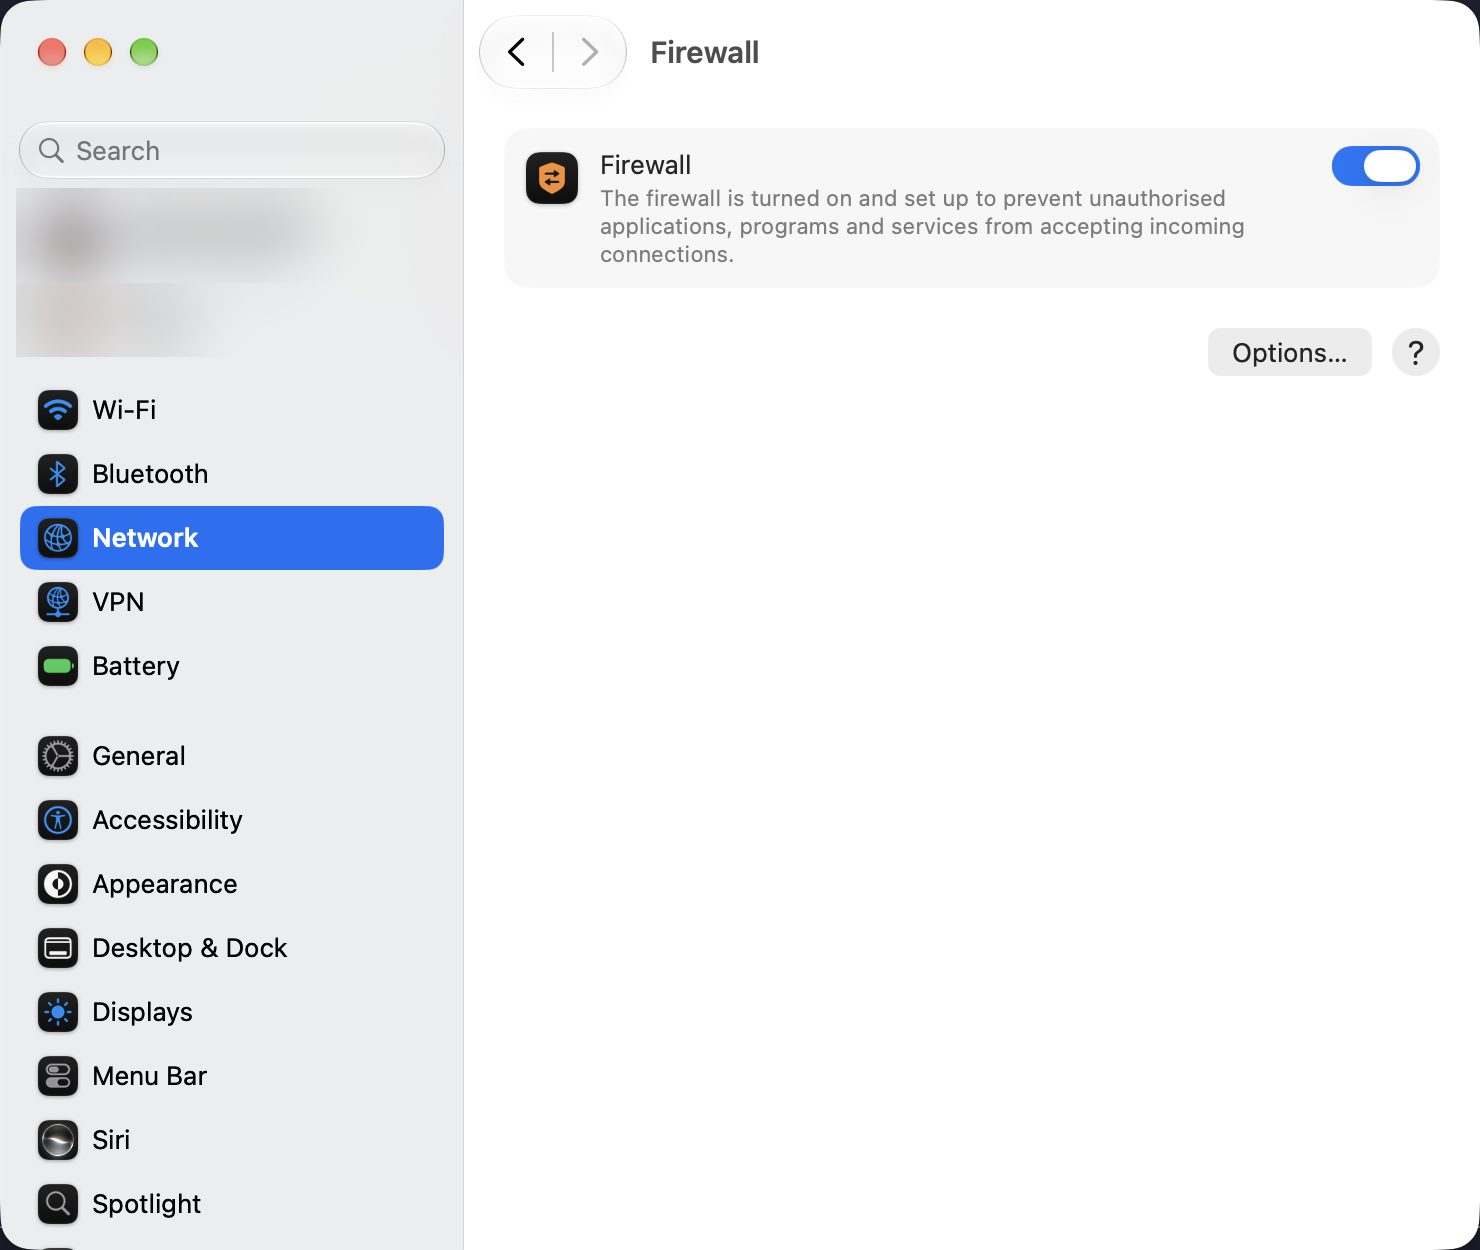 Firewall
Search
Firewall
The firewall is turned on and set up to prevent unauthorised
applications, programs and services from accepting incoming
connections.
Options...
?
Wi-Fi
Bluetooth
Network
VPN
Battery
General
Accessibility
Appearance
Desktop & Dock
Displays
Menu Bar
Siri
Spotlight